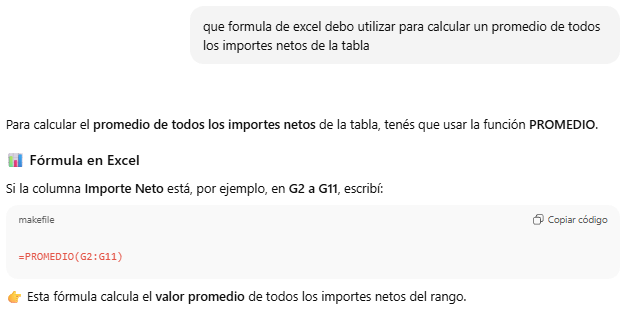 que formula de excel debo utilizar para calcular un promedio de todos
los importes netos de la tabla
Para calcular el promedio de todos los importes netos de la tabla, tenés que usar la función PROMEDIO.
Fórmula en Excel
Si la columna Importe Neto está, por ejemplo, en G2 a G11, escribí:
makefile
Copiar código
=PROMEDIO(G2:G11)
Esta fórmula calcula el valor promedio de todos los importes netos del rango.